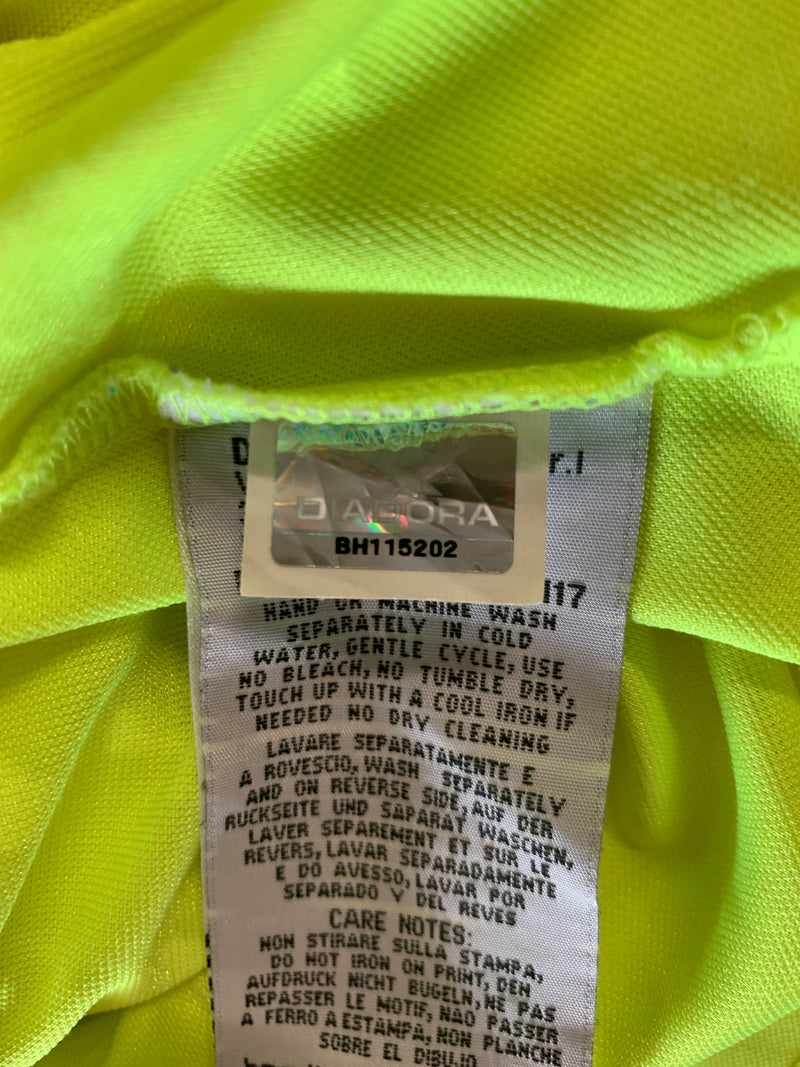 r.l
DIADORA
BH115202
I17
HAND OR MACHINE WASH
SEPARATELY IN COLD
WATER, GENTLE CYCLE, USE
NO BLEACH, NO TUMBLE DRY,
TOUCH UP WITH A COOL IRON IF
NEEDED NO DRY CLEANING
LAVARE SEPARATAMENTE E
A ROVESCIO, WASH SEPARATELY
AND ON REVERSE SIDE, AUF DER
RUCKSEITE UND SAPARAT WASCHEN,
LAVER SEPAREMENT ET SUR LE
REVERS, LAVAR SEPARADAMENTE
E DO AVESSO, LAVAR POR
SEPARADO Y DEL REVES
CARE NOTES:
NON STIRARE SULLA STAMPA,
DO NOT IRON ON PRINT, DEN
AUFDRUCK NICHT BUGELN, NE PAS
REPASSER LE MOTIF, NAO PASSAR
A FERRO A ESTAMPA, NON PLANCHE
SOBRE EL DIBUJO